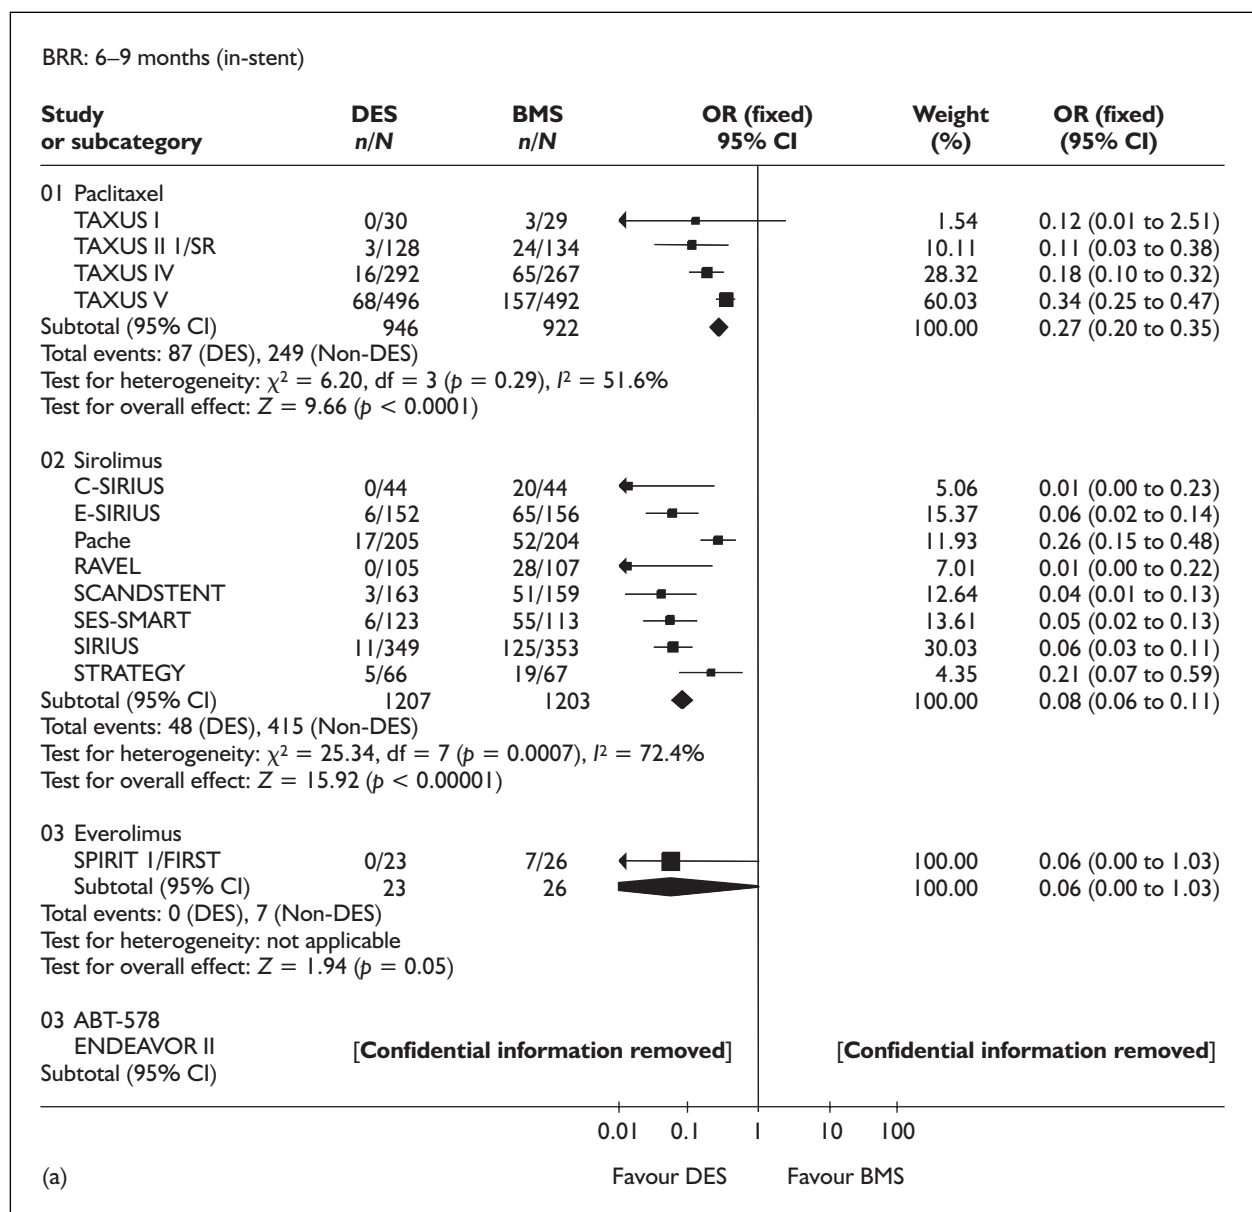 BRR: 6–9 months (in-stent)
Study DES BMS OR (fixed) Weight OR (fixed)
or subcategory n/N n/N 95% CI (%) (95% CI)
01 Paclitaxel
TAXUS I 0/30 3/29 1.54 0.12 (0.01 to 2.51)
TAXUS II 1/SR 3/128 24/134 10.11 0.11 (0.03 to 0.38)
TAXUS IV 16/292 65/267 28.32 0.18 (0.10 to 0.32)
TAXUS V 68/496 157/492 60.03 0.34 (0.25 to 0.47)
Subtotal (95% CI) 946 922 100.00 0.27 (0.20 to 0.35)
Total events: 87 (DES), 249 (Non-DES)
Test for heterogeneity: χ² = 6.20, df = 3 (p = 0.29), I² = 51.6%
Test for overall effect: Z = 9.66 (p < 0.0001)
02 Sirolimus
C-SIRIUS 0/44 20/44 5.06 0.01 (0.00 to 0.23)
E-SIRIUS 6/152 65/156 15.37 0.06 (0.02 to 0.14)
Pache 17/205 52/204 11.93 0.26 (0.15 to 0.48)
RAVEL 0/105 28/107 7.01 0.01 (0.00 to 0.22)
SCANDSTENT 3/163 51/159 12.64 0.04 (0.01 to 0.13)
SES-SMART 6/123 55/113 13.61 0.05 (0.02 to 0.13)
SIRIUS 11/349 125/353 30.03 0.06 (0.03 to 0.11)
STRATEGY 5/66 19/67 4.35 0.21 (0.07 to 0.59)
Subtotal (95% CI) 1207 1203 100.00 0.08 (0.06 to 0.11)
Total events: 48 (DES), 415 (Non-DES)
Test for heterogeneity: χ² = 25.34, df = 7 (p = 0.0007), I² = 72.4%
Test for overall effect: Z = 15.92 (p < 0.00001)
03 Everolimus
SPIRIT 1/FIRST 0/23 7/26 100.00 0.06 (0.00 to 1.03)
Subtotal (95% CI) 23 26 100.00 0.06 (0.00 to 1.03)
Total events: 0 (DES), 7 (Non-DES)
Test for heterogeneity: not applicable
Test for overall effect: Z = 1.94 (p = 0.05)
03 ABT-578
ENDEAVOR II [Confidential information removed] [Confidential information removed]
Subtotal (95% CI)
0.01 0.1 1 10 100
(a) Favour DES Favour BMS